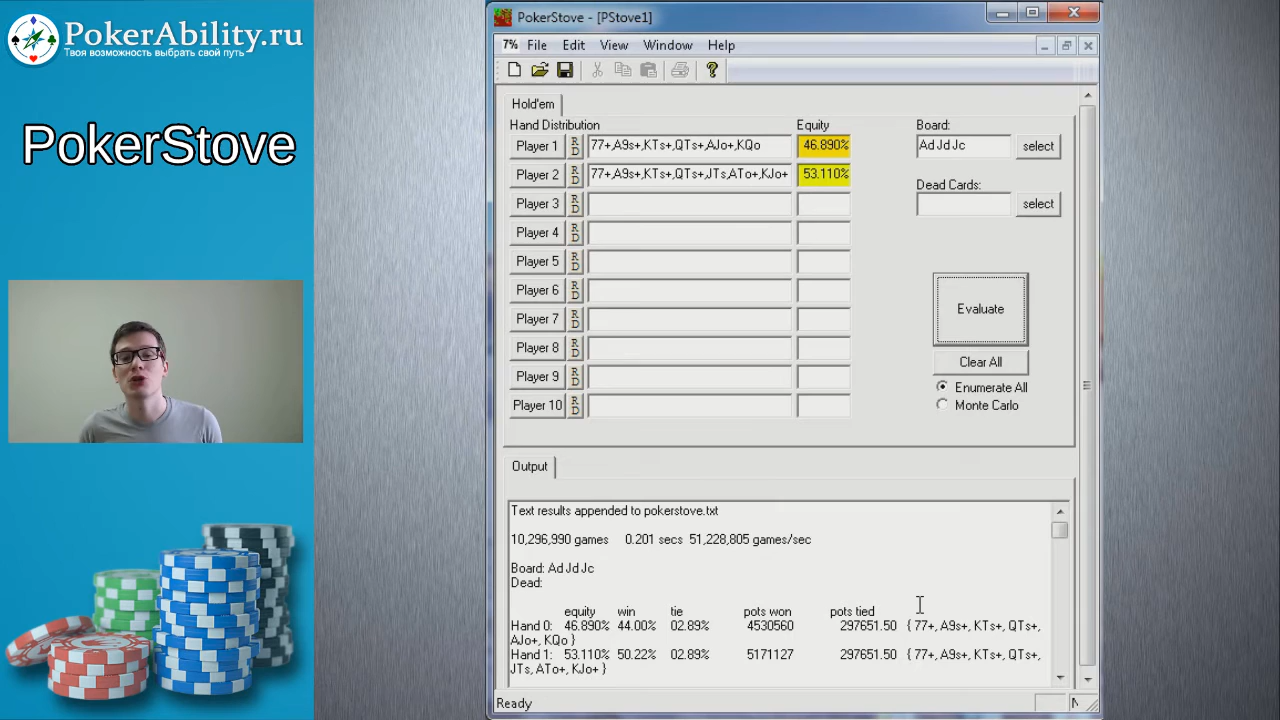 PokerAbility.ru
Твоя возможность выбрать свой путь
PokerStove
PokerStove - [PStove1]
7% File Edit View Window Help
Hold'em
Hand Distribution Equity Board:
Player 1 R D 77+,A9s+,KTs+,QTs+,AJo+,KQo 46.890% Ad Jd Jc select
Player 2 R D 77+,A9s+,KTs+,QTs+,JTs,ATo+,KJo+ 53.110%
Dead Cards:
Player 3 R D select
Player 4 R D
Player 5 R D
Player 6 R D
Evaluate
Player 7 R D
Player 8 R D
Clear All
Player 9 R D
Enumerate All
Player 10 R D
Monte Carlo
Output
Text results appended to pokerstove.txt
10,296,990 games 0.201 secs 51,228,805 games/sec
Board: Ad Jd Jc
Dead:
equity win tie pots won pots tied
Hand 0: 46.890% 44.00% 02.89% 4530560 297651.50 { 77+, A9s+, KTs+, QTs+,
AJo+, KQo }
Hand 1: 53.110% 50.22% 02.89% 5171127 297651.50 { 77+, A9s+, KTs+, QTs+,
JTs, ATo+, KJo+ }
Ready